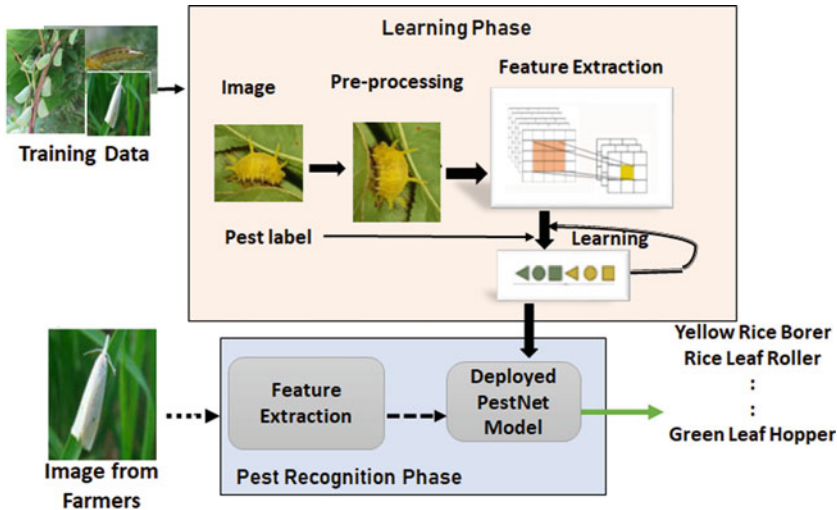 Learning Phase
Training Data
Image
Pre-processing
Feature Extraction
Pest label
Learning
Image from
Farmers
Feature
Extraction
Deployed
PestNet
Model
Pest Recognition Phase
Yellow Rice Borer
Rice Leaf Roller
:
:
Green Leaf Hopper